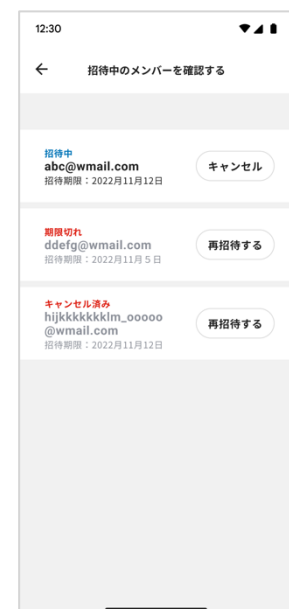 12:30
招待中のメンバーを確認する
招待中
abc@wmail.com
招待期限：2022月11月12日
キャンセル
期限切れ
ddefg@wmail.com
招待期限：2022月11月５日
再招待する
キャンセル済み
hijkkkkkkklm_ooooo
@wmail.com
招待期限：2022月11月12日
再招待する